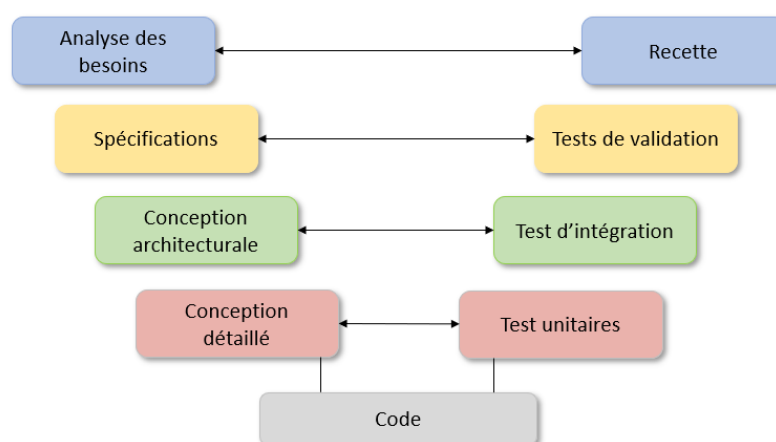 Analyse des
besoins
Recette
Spécifications
Tests de validation
Conception
architecturale
Test d’intégration
Conception
détaillé
Test unitaires
Code